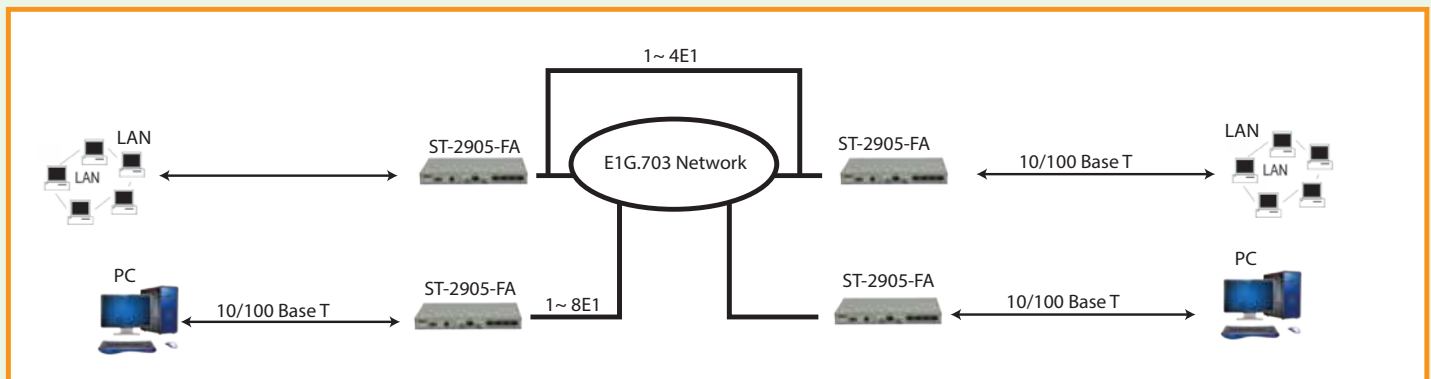 1~ 4E1
LAN
LAN
ST-2905-FA
E1G.703 Network
ST-2905-FA
10/100 Base T
LAN
LAN
PC
10/100 Base T
ST-2905-FA
1~ 8E1
ST-2905-FA
10/100 Base T
PC